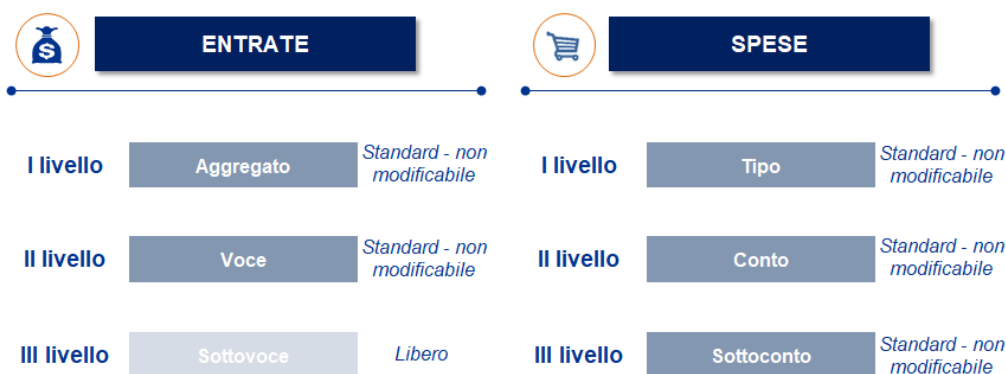 ENTRATE
SPESE
I livello
Aggregato
Standard - non
modificabile
I livello
Tipo
Standard - non
modificabile
II livello
Voce
Standard - non
modificabile
II livello
Conto
Standard - non
modificabile
III livello
Sottovoce
Libero
III livello
Sottoconto
Standard - non
modificabile